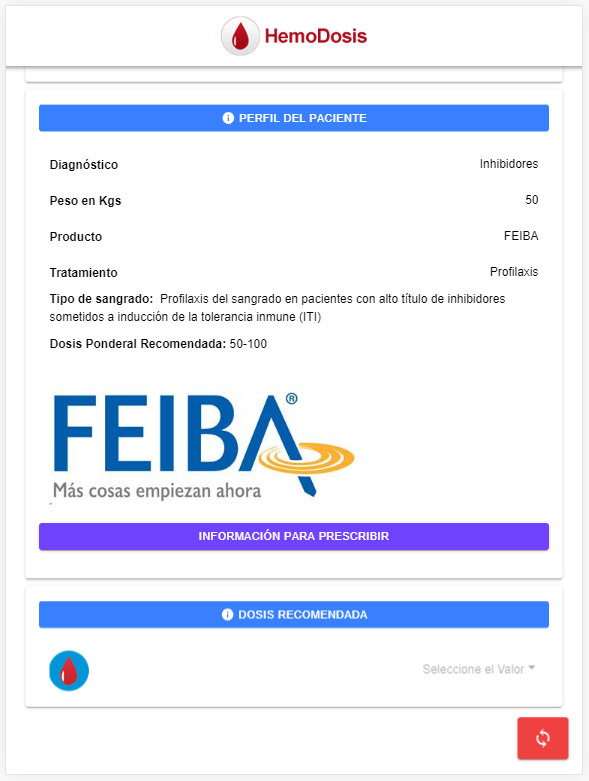 HemoDosis
PERFIL DEL PACIENTE
Diagnóstico Inhibidores
Peso en Kgs 50
Producto FEIBA
Tratamiento Profilaxis
Tipo de sangrado: Profilaxis del sangrado en pacientes con alto título de inhibidores
sometidos a inducción de la tolerancia inmune (ITI)
Dosis Ponderal Recomendada: 50-100
FEIBA®
Más cosas empiezan ahora
INFORMACIÓN PARA PRESCRIBIR
DOSIS RECOMENDADA
Seleccione el Valor